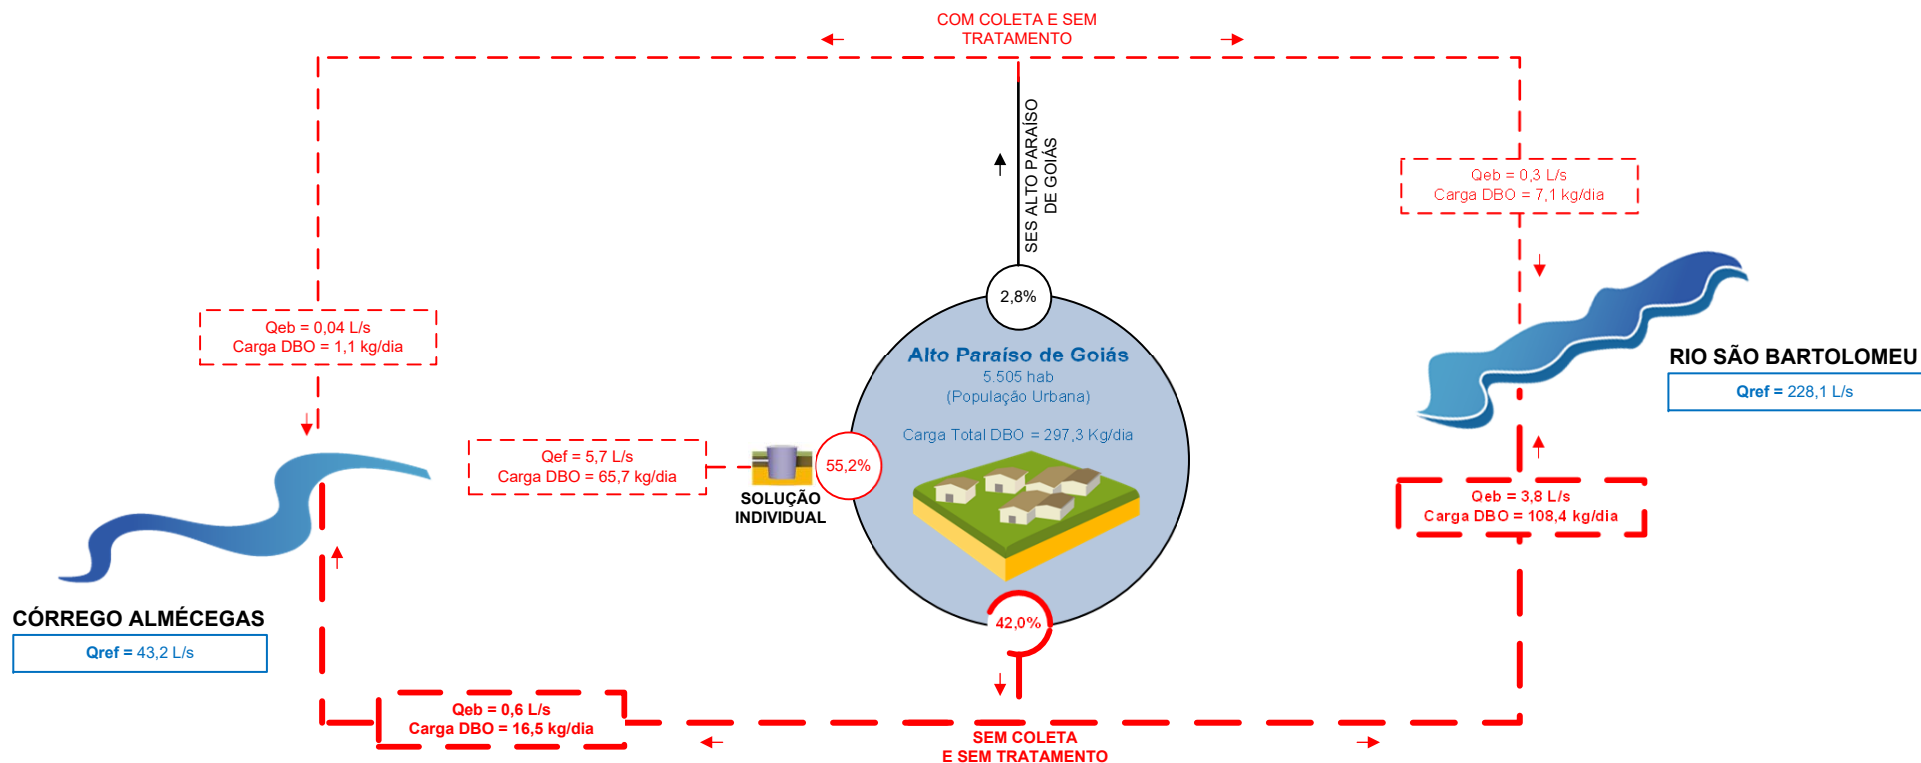 COM COLETA E SEM
TRATAMENTO
SES ALTO PARAÍSO
DE GOIÁS
Qeb = 0,3 L/s
Carga DBO = 7,1 kg/dia
2,8%
Qeb = 0,04 L/s
Carga DBO = 1,1 kg/dia
Alto Paraíso de Goiás
5.505 hab
(População Urbana)
Carga Total DBO = 297,3 Kg/dia
RIO SÃO BARTOLOMEU
Qref = 228,1 L/s
Qef = 5,7 L/s
Carga DBO = 65,7 kg/dia
55,2%
SOLUÇÃO
INDIVIDUAL
Qeb = 3,8 L/s
Carga DBO = 108,4 kg/dia
CÓRREGO ALMÉCEGAS
Qref = 43,2 L/s
42,0%
Qeb = 0,6 L/s
Carga DBO = 16,5 kg/dia
SEM COLETA
E SEM TRATAMENTO